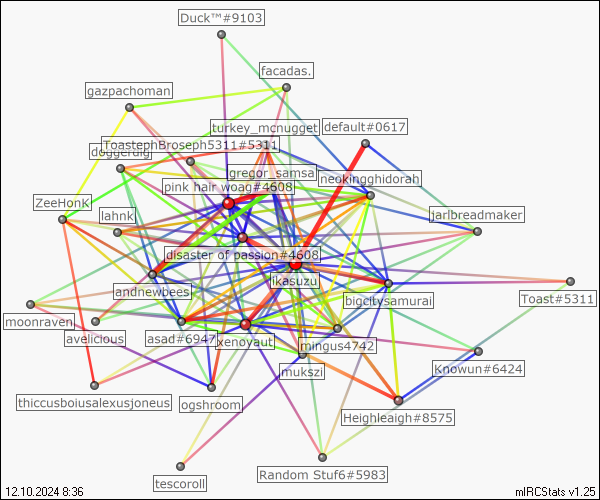 Duck™#9103
facadas.
gazpachoman
turkey_mcnugget
default#0617
ToastephBroseph5311#5311
doggcraig
gregor_samsa
neokingghidorah
pink hair woag#4608
ZeeHonk
lahnk
jarlbreadmaker
disaster of passion#4608
andnewbees
ikasuzu
bigcitysamurai
Toast#5311
moonraven
avelicious
asad#6947
xenoyaut
mingus4742
jmukszi
Knowun#6424
thiccusboiusalexusjoneus
ogshroom
Heighleaigh#8575
Random Stuf6#5983
tescoroll
12.10.2024 8:36
mIRCStats v1.25